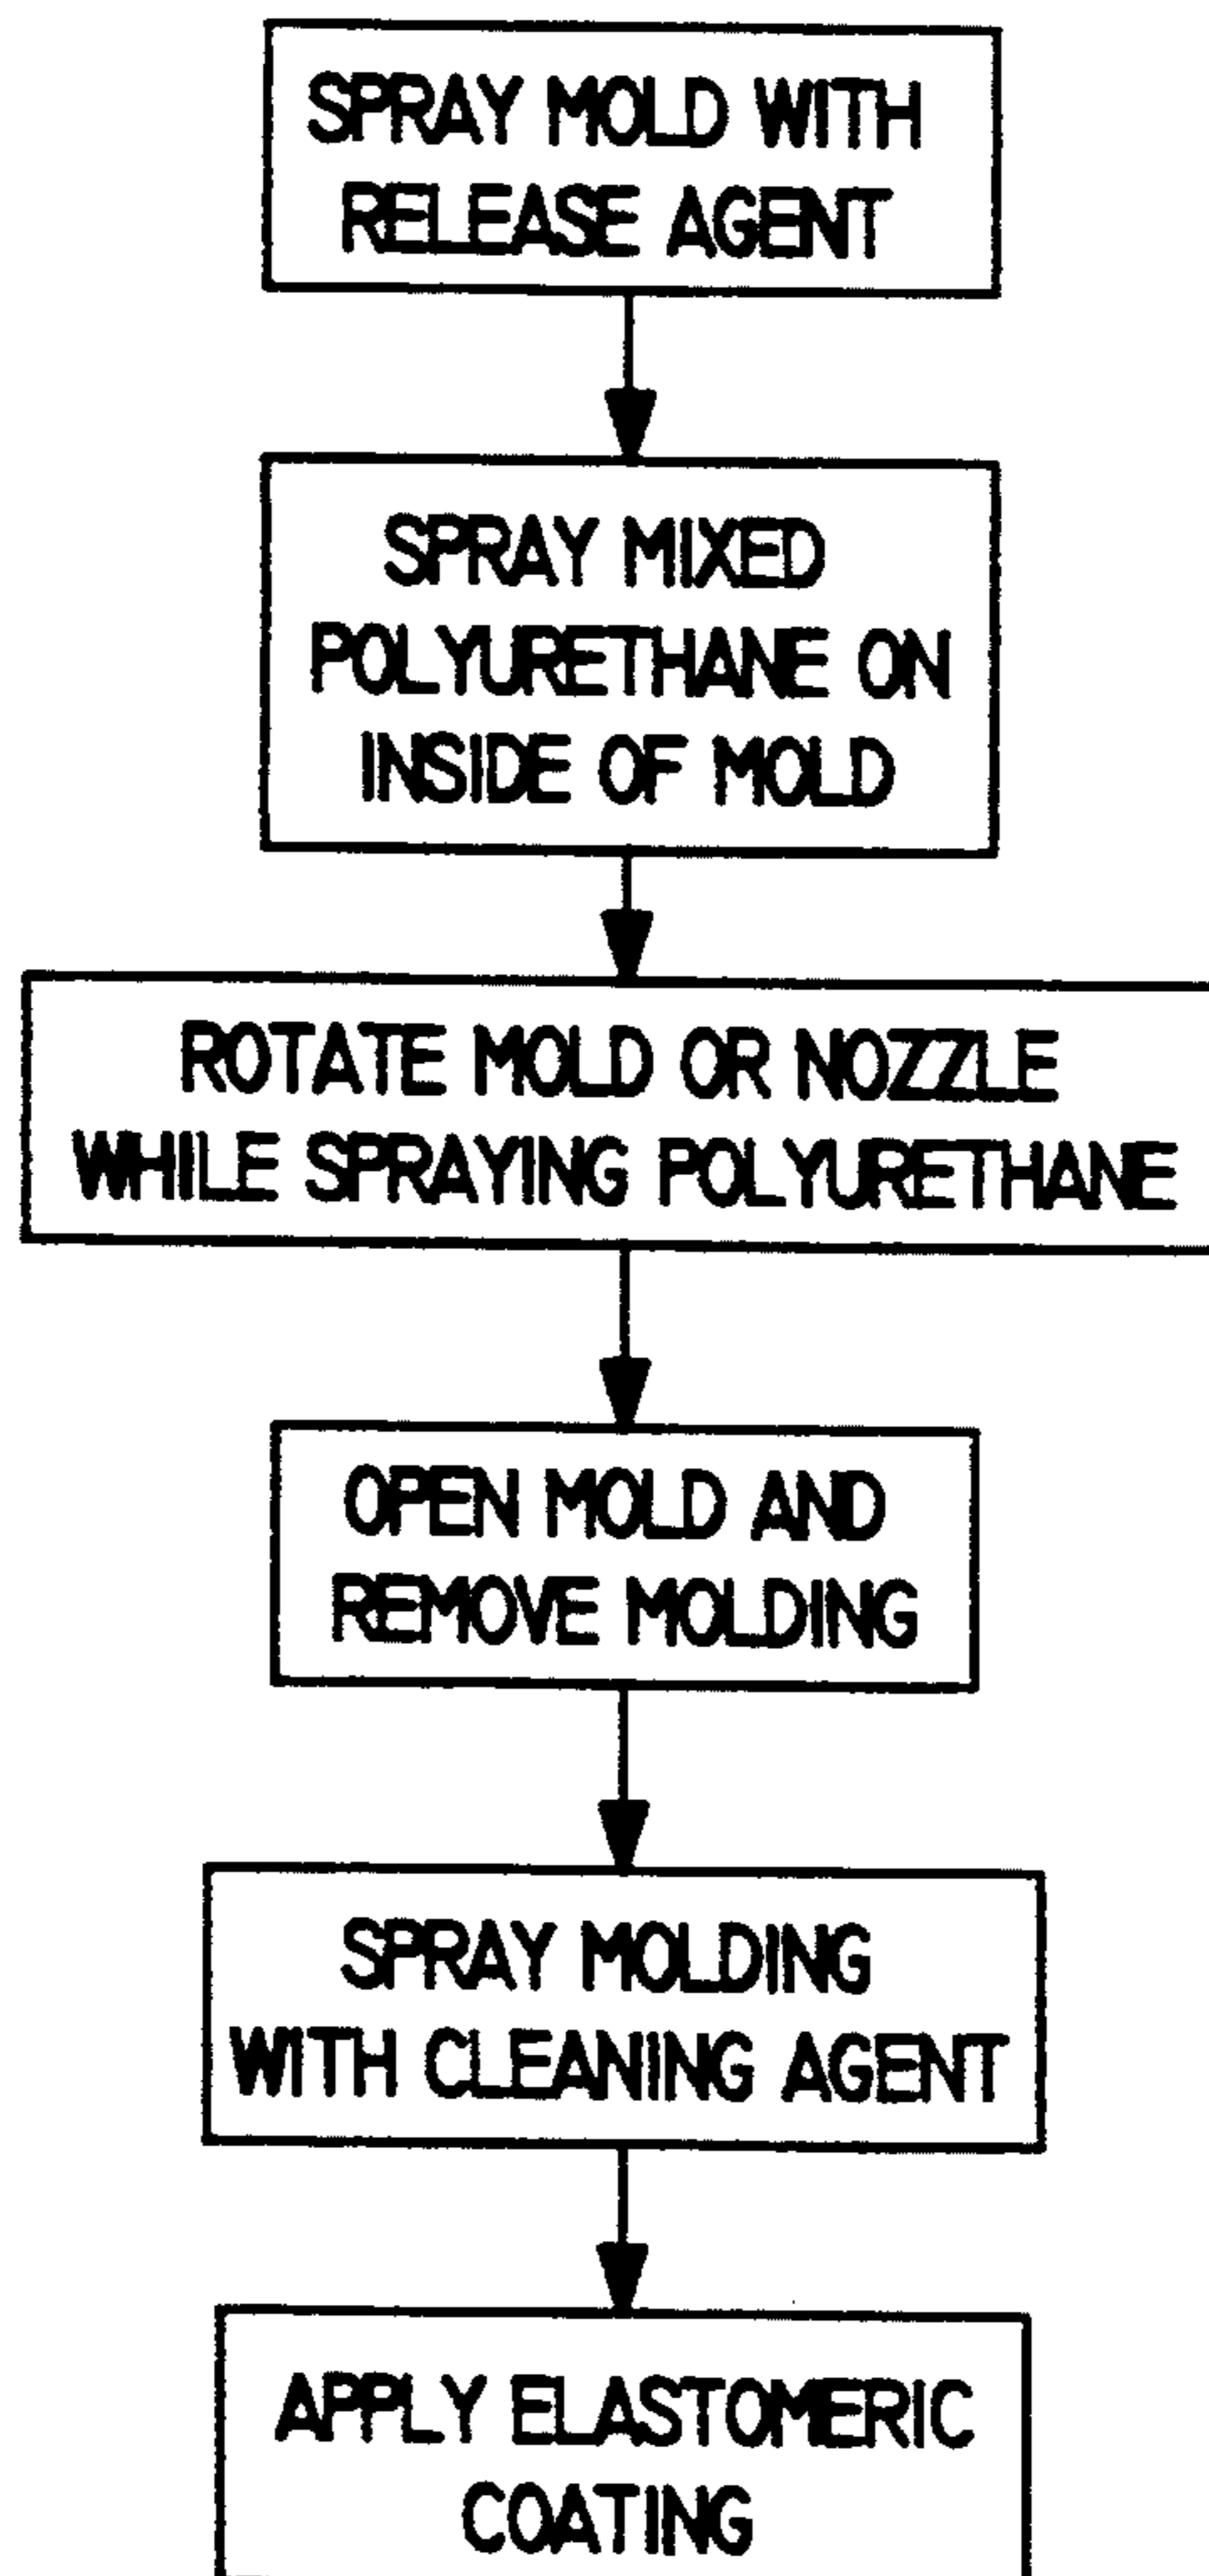 SPRAY MOLD WITH
RELEASE AGENT
SPRAY MIXED
POLYURETHANE ON
INSIDE OF MOLD
ROTATE MOLD OR NOZZLE
WHILE SPRAYING POLYURETHANE
OPEN MOLD AND
REMOVE MOLDING
SPRAY MOLDING
WITH CLEANING AGENT
APPLY ELASTOMERIC
COATING